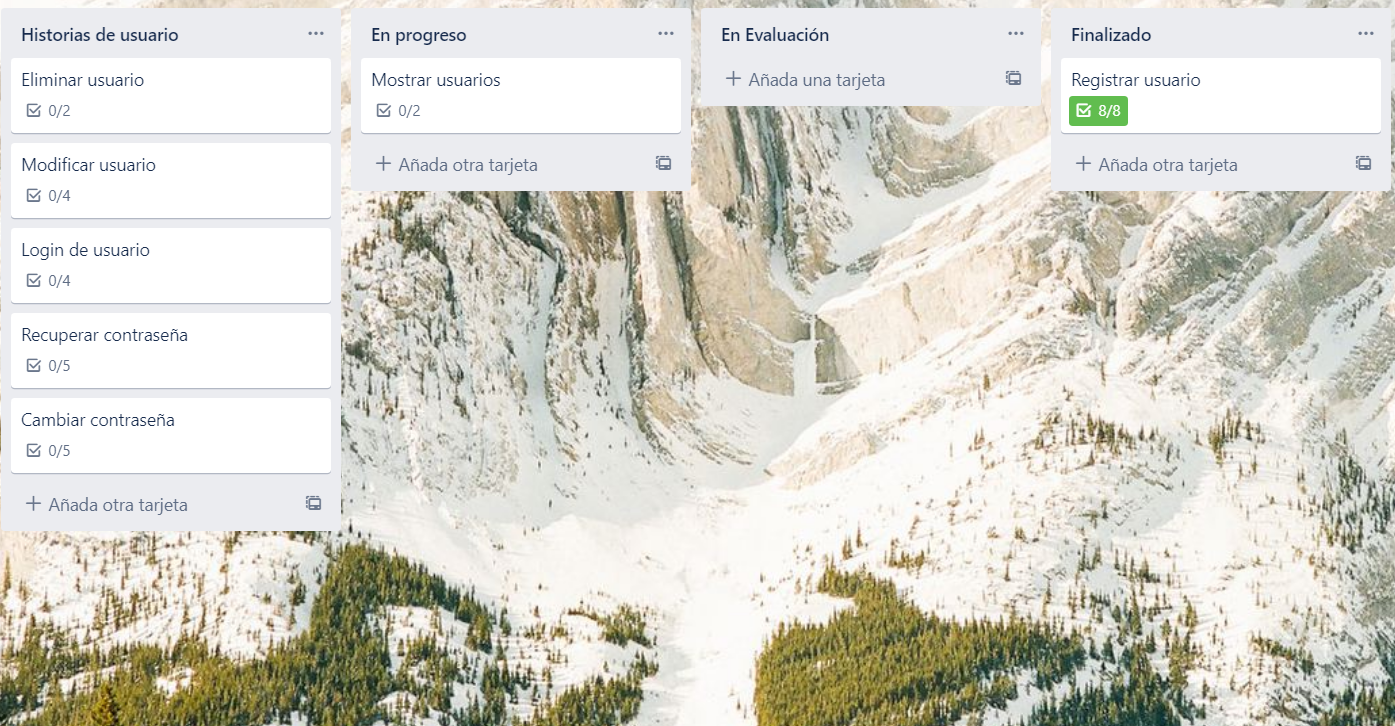 Historias de usuario
Eliminar usuario
0/2
Modificar usuario
0/4
Login de usuario
0/4
Recuperar contraseña
0/5
Cambiar contraseña
0/5
Añada otra tarjeta
En progreso
Mostrar usuarios
0/2
Añada otra tarjeta
En Evaluación
Añada una tarjeta
Finalizado
Registrar usuario
8/8
Añada otra tarjeta